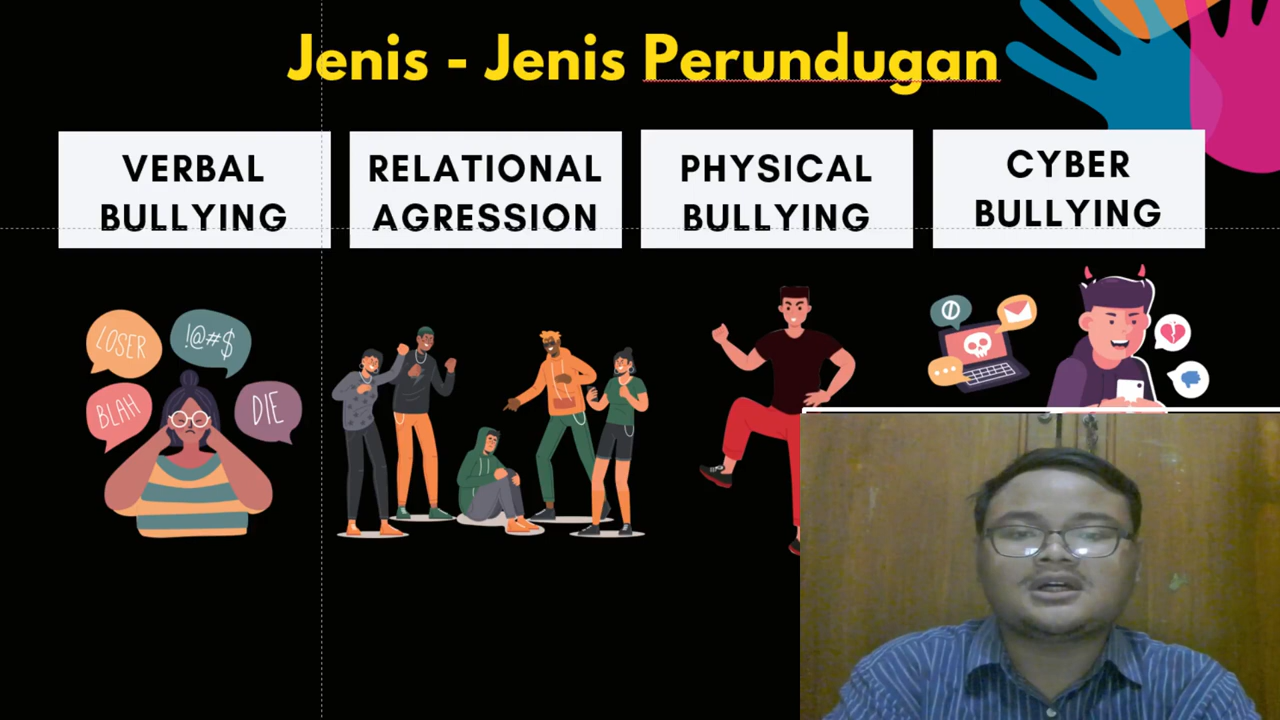 Jenis - Jenis Perundugan
VERBAL
BULLYING
RELATIONAL
AGRESSION
PHYSICAL
BULLYING
CYBER
BULLYING
LOSER
!@#$
BLAH
DIE